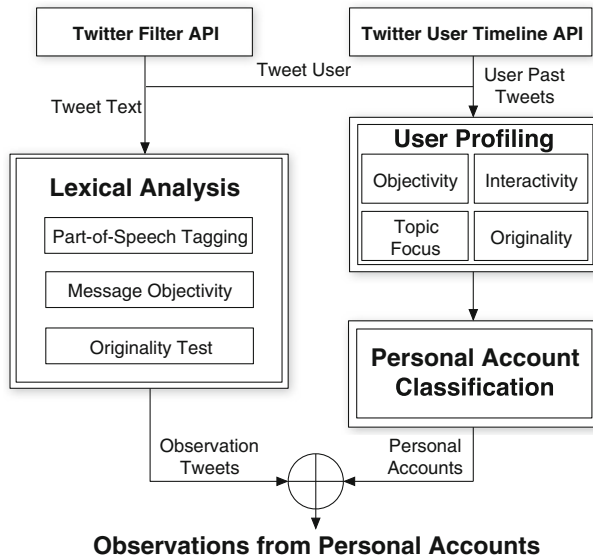 Twitter Filter API
Twitter User Timeline API
Tweet User
Tweet Text
User Past
Tweets
User Profiling
Objectivity
Interactivity
Topic
Focus
Originality
Lexical Analysis
Part-of-Speech Tagging
Message Objectivity
Originality Test
Personal Account
Classification
Observation
Tweets
Personal
Accounts
Observations from Personal Accounts